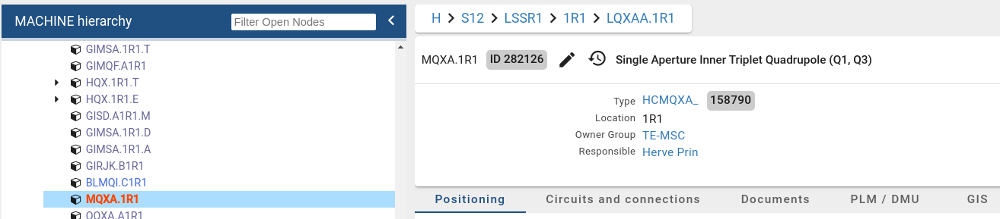 MACHINE hierarchy
Filter Open Nodes
GIMSA.1R1.T
GIMQF.A1R1
HQX.1R1.T
HQX.1R1.E
GISD.A1R1.M
GIMSA.1R1.D
GIMSA.1R1.A
GIRJK.B1R1
BLMQI.C1R1
MQXA.1R1
QQXA.A1R1
H > S12 > LSSR1 > 1R1 > LQXAA.1R1
MQXA.1R1 ID 282126 Single Aperture Inner Triplet Quadrupole (Q1, Q3)
Type HCMQXA_ 158790
Location 1R1
Owner Group TE-MSC
Responsible Herve Prin
Positioning Circuits and connections Documents PLM / DMU GIS